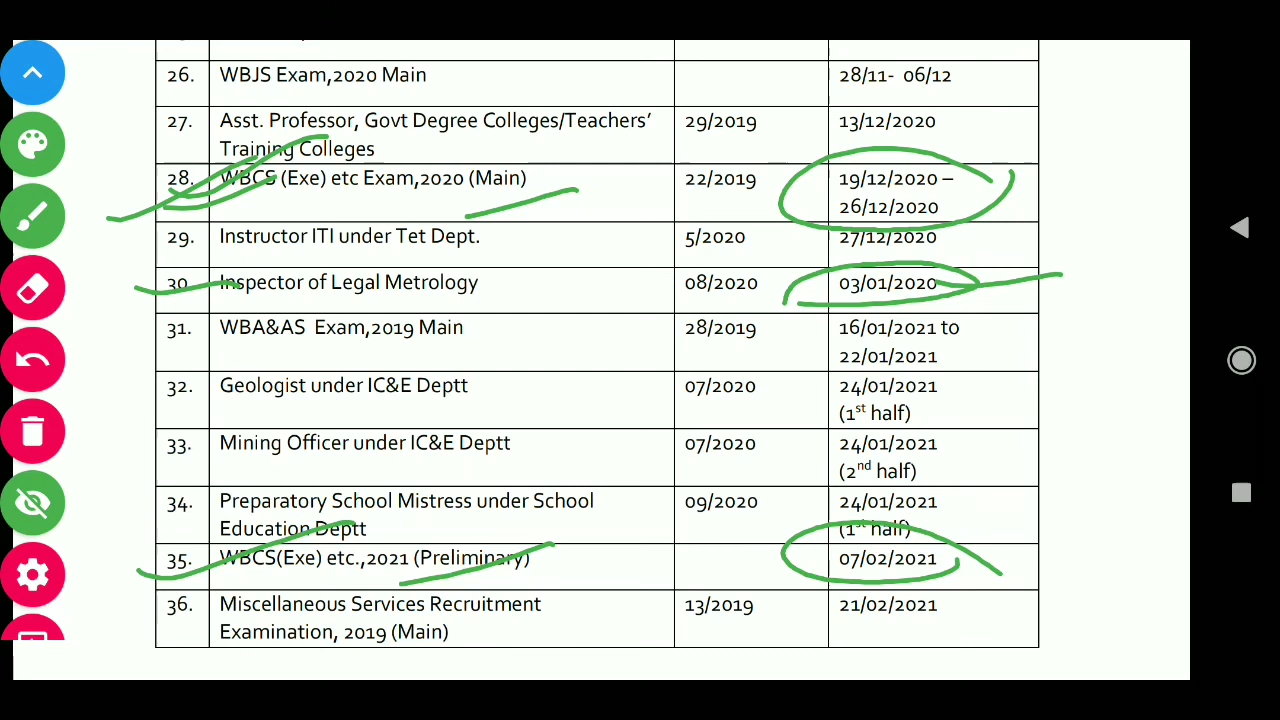 26. WBJS Exam,2020 Main 28/11- 06/12
27. Asst. Professor, Govt Degree Colleges/Teachers’ 29/2019 13/12/2020
Training Colleges
28. WBCS (Exe) etc Exam,2020 (Main) 22/2019 19/12/2020 –
26/12/2020
29. Instructor ITI under Tet Dept. 5/2020 27/12/2020
30. Inspector of Legal Metrology 08/2020 03/01/2020
31. WBA&AS Exam,2019 Main 28/2019 16/01/2021 to
22/01/2021
32. Geologist under IC&E Deptt 07/2020 24/01/2021
(1st half)
33. Mining Officer under IC&E Deptt 07/2020 24/01/2021
(2nd half)
34. Preparatory School Mistress under School 09/2020 24/01/2021
Education Deptt (1st half)
35. WBCS(Exe) etc.,2021 (Preliminary) 07/02/2021
36. Miscellaneous Services Recruitment 13/2019 21/02/2021
Examination, 2019 (Main)